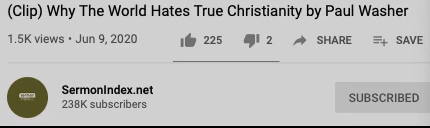 (Clip) Why The World Hates True Christianity by Paul Washer
1.5K views • Jun 9, 2020 225 2 SHARE SAVE
SermonIndex.net
238K subscribers
SUBSCRIBED